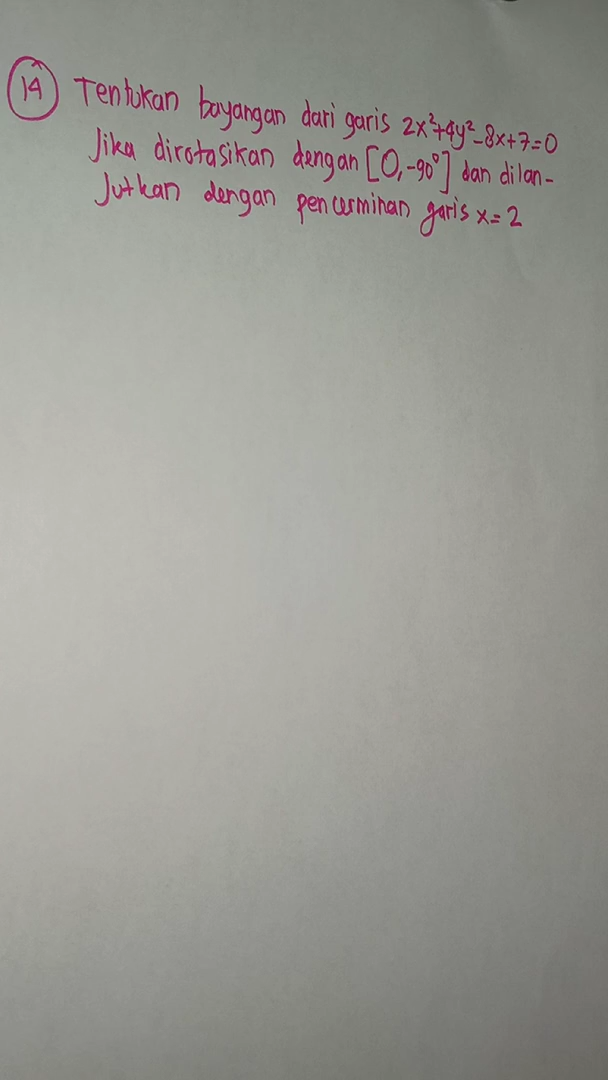 14 Tentukan bayangan dari garis 2x²+4y²-8x+7=0
Jika dirotasikan dengan [0,-90°] dan dilan-
Jutkan dengan pencerminan garis x=2